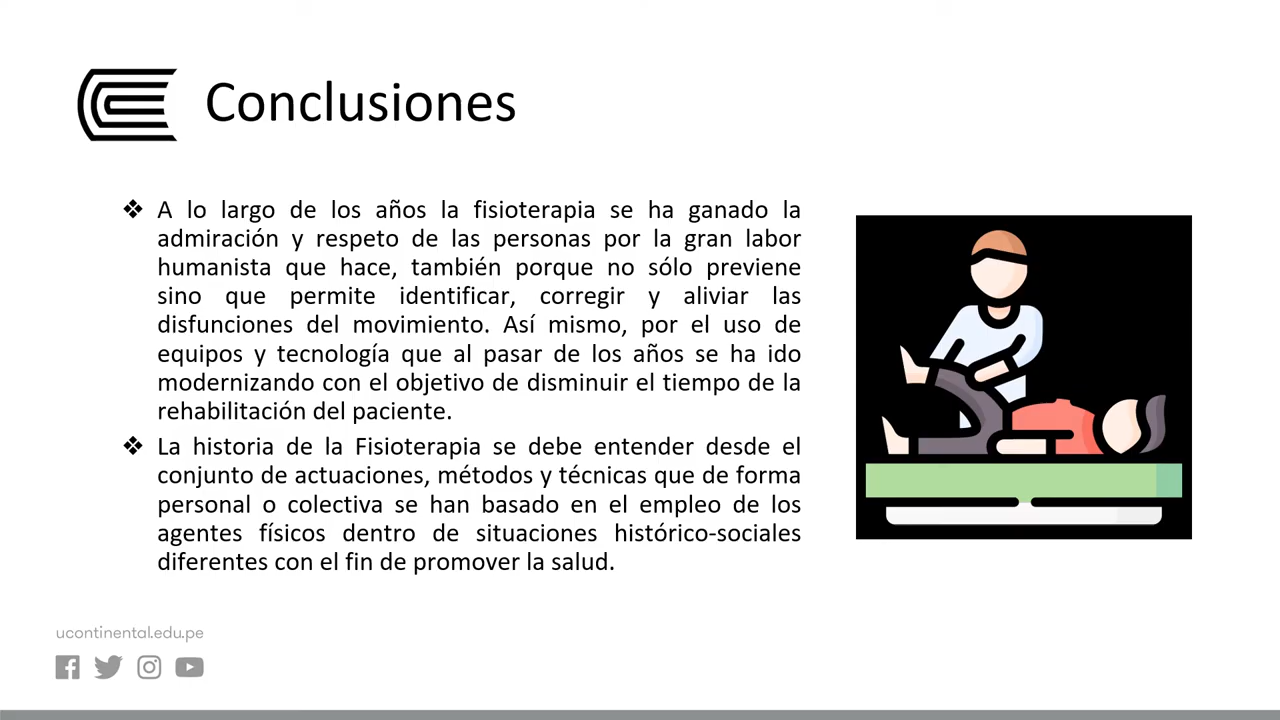 Conclusiones
❖ A lo largo de los años la fisioterapia se ha ganado la
admiración y respeto de las personas por la gran labor
humanista que hace, también porque no sólo previene
sino que permite identificar, corregir y aliviar las
disfunciones del movimiento. Así mismo, por el uso de
equipos y tecnología que al pasar de los años se ha ido
modernizando con el objetivo de disminuir el tiempo de la
rehabilitación del paciente.
❖ La historia de la Fisioterapia se debe entender desde el
conjunto de actuaciones, métodos y técnicas que de forma
personal o colectiva se han basado en el empleo de los
agentes físicos dentro de situaciones histórico-sociales
diferentes con el fin de promover la salud.
ucontinental.edu.pe